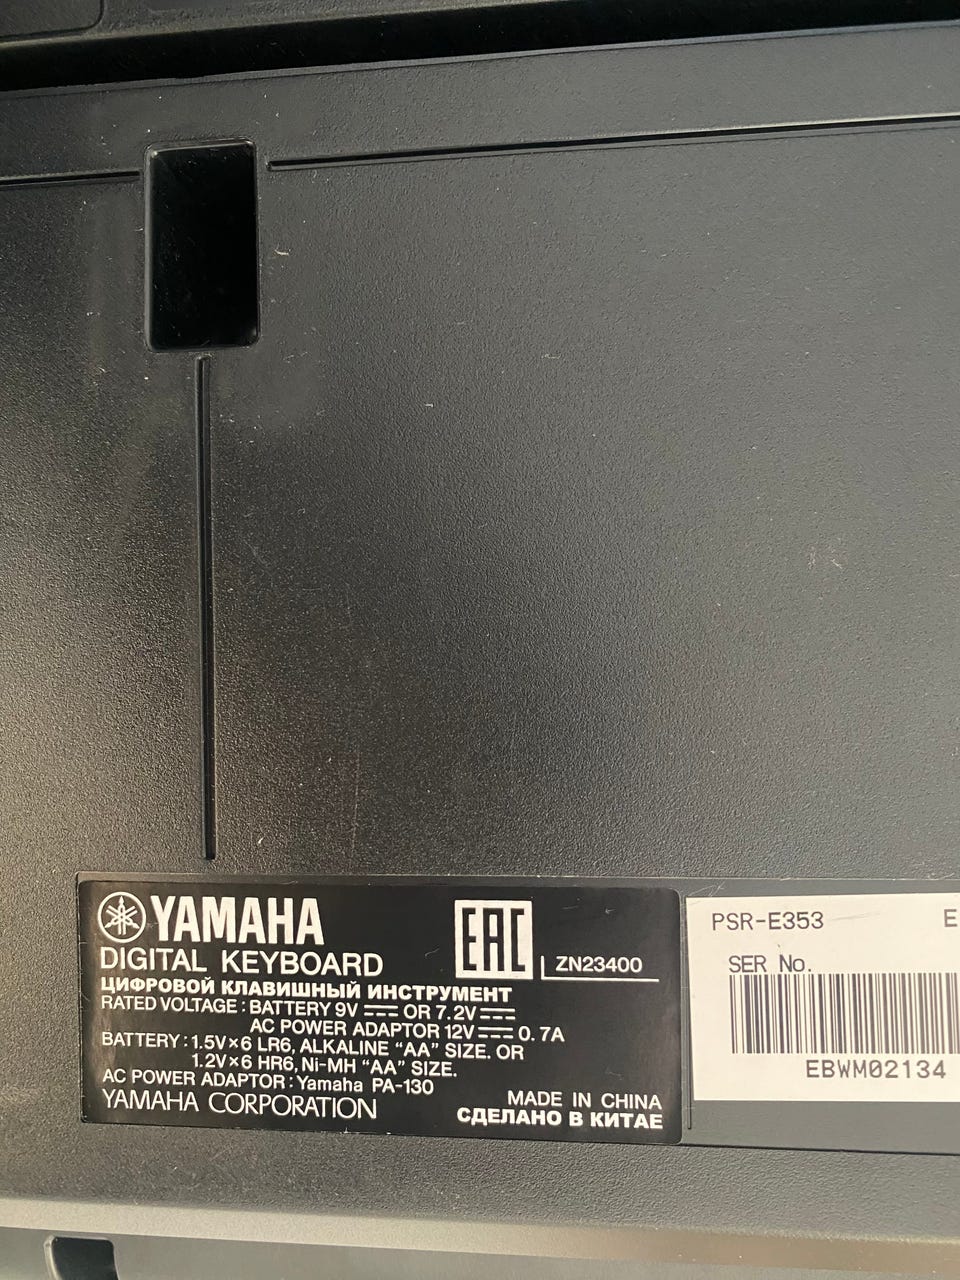 YAMAHA
EAC
DIGITAL KEYBOARD
ZN23400
ЦИФРОВОЙ КЛАВИШНЫЙ ИНСТРУМЕНТ
RATED VOLTAGE : BATTERY 9V ⎓ OR 7.2V ⎓
AC POWER ADAPTOR 12V ⎓ 0.7A
BATTERY : 1.5V×6 LR6, ALKALINE “AA” SIZE. OR
1.2V×6 HR6, Ni-MH “AA” SIZE.
AC POWER ADAPTOR : Yamaha PA-130
YAMAHA CORPORATION
MADE IN CHINA
СДЕЛАНО В КИТАЕ
PSR-E353 E
SER No.
EBWM02134